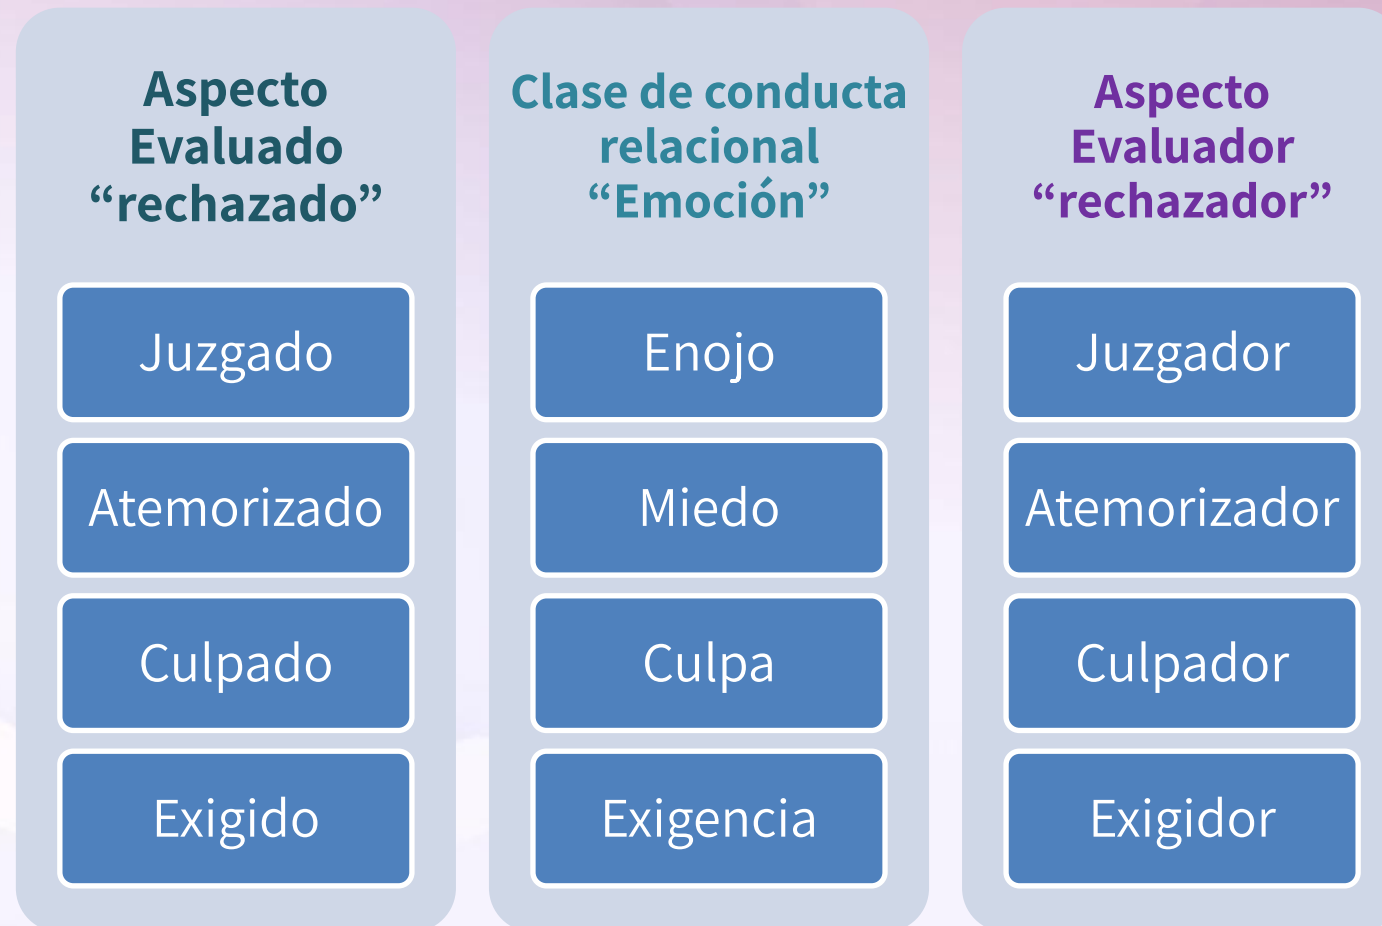 Aspecto
Evaluado
“rechazado”
Juzgado
Atemorizado
Culpado
Exigido
Clase de conducta
relacional
“Emoción”
Enojo
Miedo
Culpa
Exigencia
Aspecto
Evaluador
“rechazador”
Juzgador
Atemorizador
Culpador
Exigidor